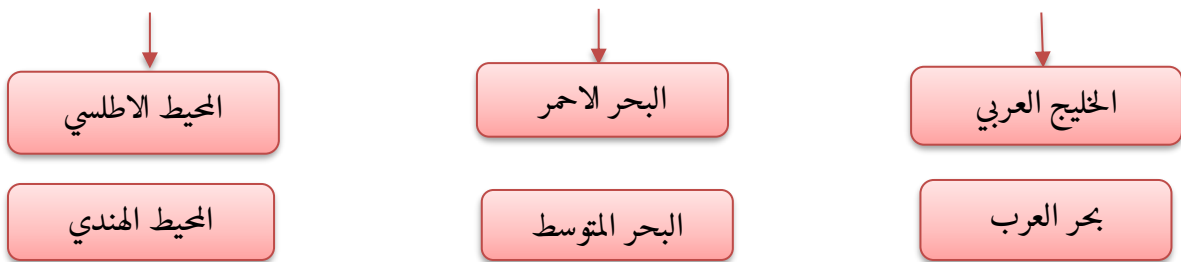 الخليج العربي
البحر الاحمر
المحيط الاطلسي
بحر العرب
البحر المتوسط
المحيط الهندي